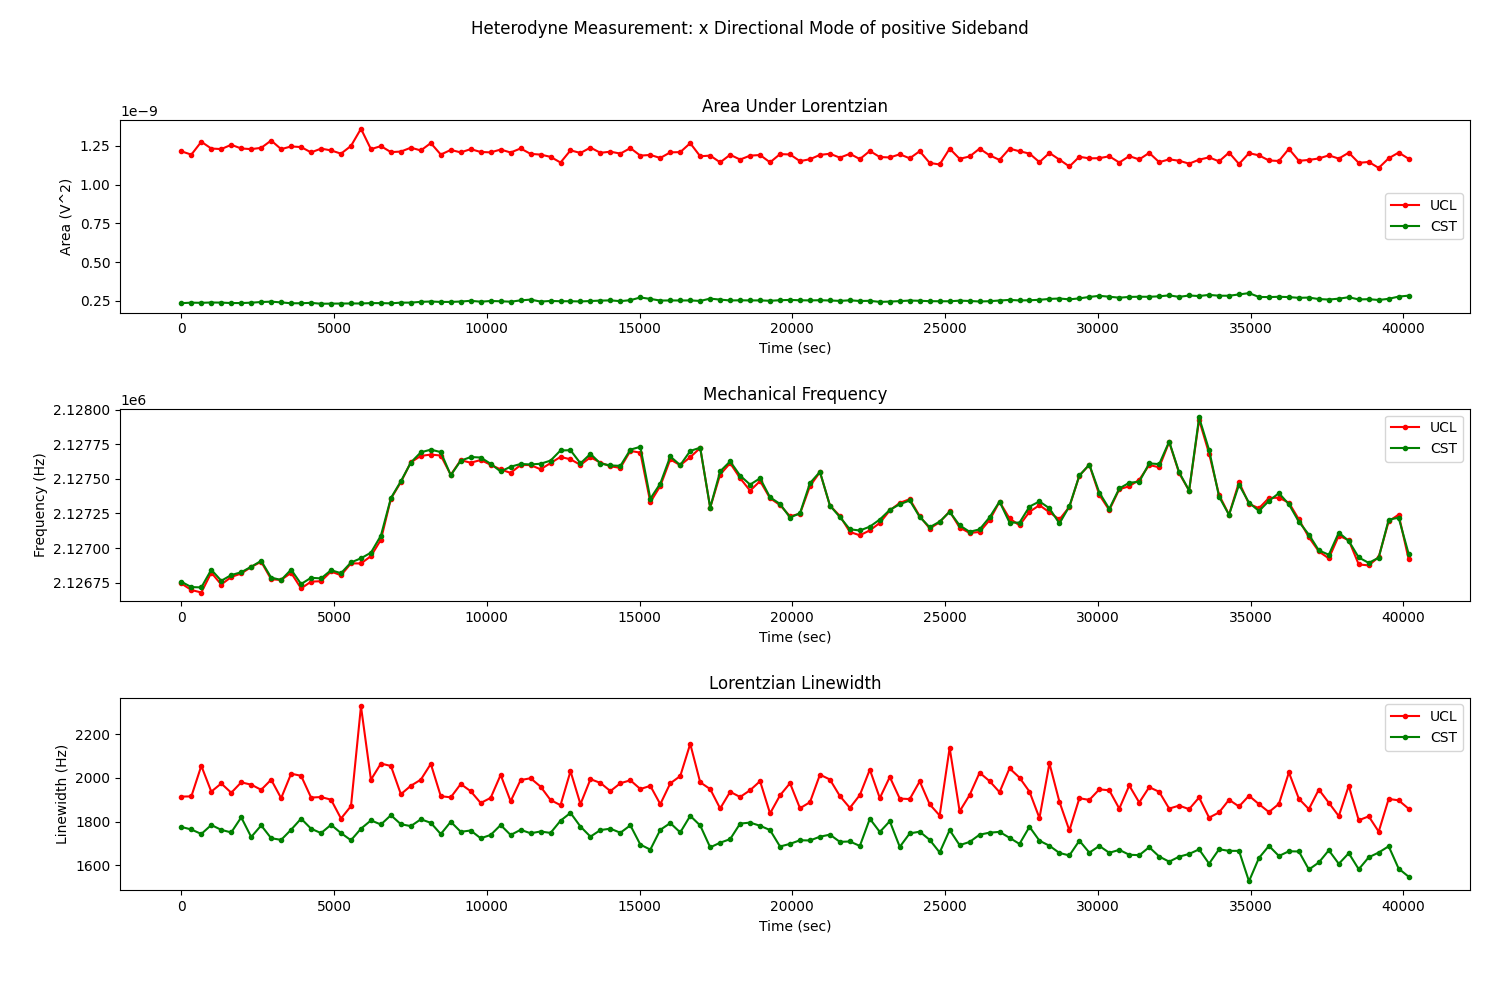 Heterodyne Measurement: x Directional Mode of positive Sideband
Area Under Lorentzian
1e−9
1.25
1.00
0.75
0.50
0.25
Area (V^2)
UCL
CST
0 5000 10000 15000 20000 25000 30000 35000 40000
Time (sec)
Mechanical Frequency
1e6
2.12800
2.12775
2.12750
2.12725
2.12700
2.12675
Frequency (Hz)
UCL
CST
0 5000 10000 15000 20000 25000 30000 35000 40000
Time (sec)
Lorentzian Linewidth
2200
2000
1800
1600
Linewidth (Hz)
UCL
CST
0 5000 10000 15000 20000 25000 30000 35000 40000
Time (sec)